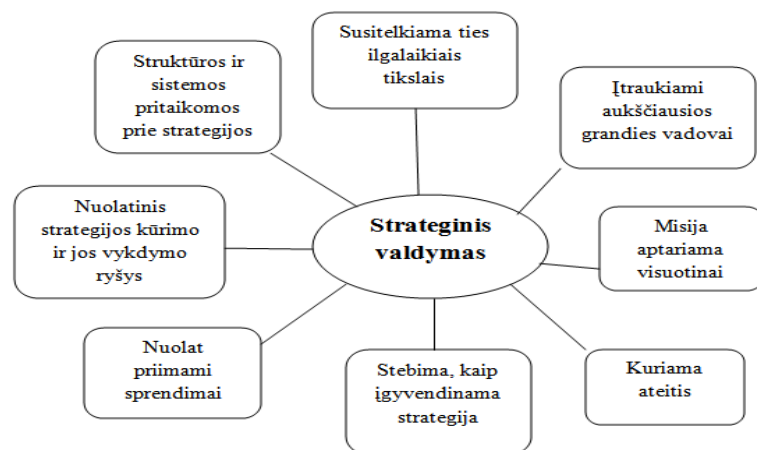 Susitelkiama ties
ilgalaikiais
tikslais
Struktūros ir
sistemos
pritaikomos
prie strategijos
Įtraukiami
aukščiausios
grandies vadovai
Nuolatinis
strategijos kūrimo
ir jos vykdymo
ryšys
Strateginis
valdymas
Misija
aptariama
visuotinai
Nuolat
priimami
sprendimai
Stebima, kaip
įgyvendinama
strategija
Kuriama
ateitis